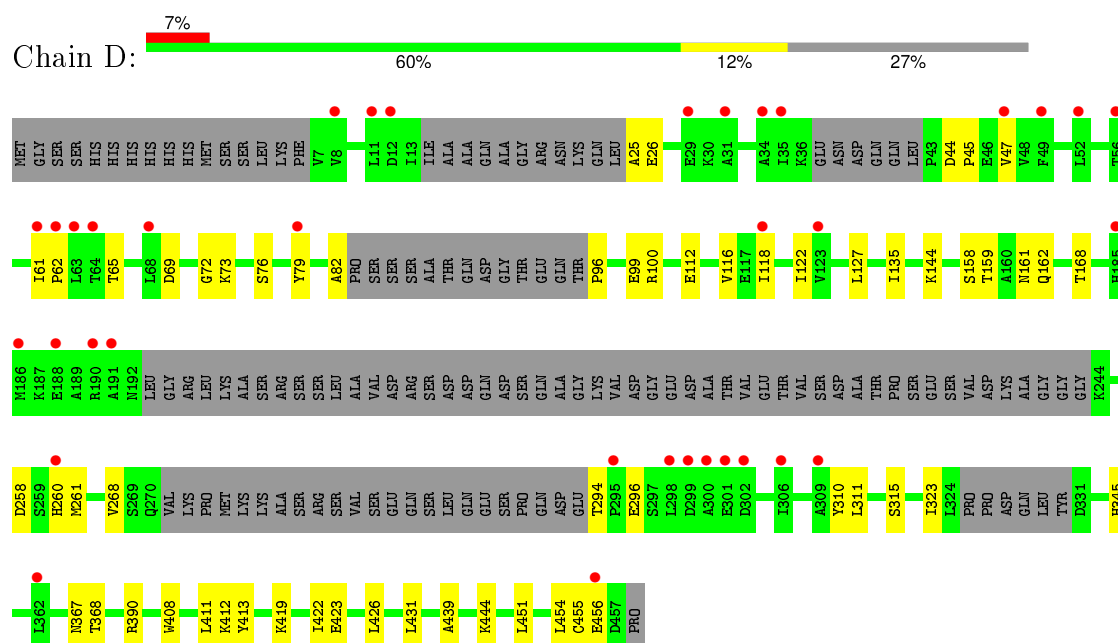 7%
Chain D:
60% 12% 27%
MET GLY SER SER HIS HIS HIS HIS HIS HIS MET SER SER LEU LYS PHE V7 V8 L11 D12 I13 ILE ALA ALA GLN ALA GLY ARG ASN LYS GLN LEU A25 E26 E29 K30 A31 A34 I35 K36 GLU ASN ASP GLN GLN LEU P43 D44 P45 E46 V47 V48 F49 L52 T56
I61 P62 L63 T64 T65 L68 D69 G72 K73 S76 Y79 A82 PRO SER SER SER ALA THR GLN ASP GLY THR GLU GLN THR P96 E99 R100 E112 V116 E117 I118 I122 V123 L127 I135 K144 S158 T159 A160 N161 Q162 T168 H185
M186 K187 E188 A189 R190 A191 N192 LEU GLY ARG LEU LYS ALA SER ARG SER SER LEU ALA VAL ASP ARG SER ASP ASP GLN ASP SER GLN ALA GLY LYS VAL ASP GLY GLU ASP ALA THR VAL GLU THR VAL SER ASP ALA THR PRO SER GLU SER VAL ASP LYS ALA GLY GLY GLY K244
D258 S259 H260 M261 V268 S269 Q270 VAL LYS PRO MET LYS LYS ALA SER ARG SER VAL SER GLU GLN SER LEU GLN GLU SER PRO GLN ASP GLU T294 P295 E296 S297 L298 D299 A300 E301 D302 I306 A309 Y310 L311 S315 I323 L324 PRO PRO ASP GLN LEU TYR D331 H345
L362 N367 T368 R390 W408 L411 K412 Y413 K419 I422 E423 L426 L431 A439 K444 L451 L454 C455 E456 D457 PRO